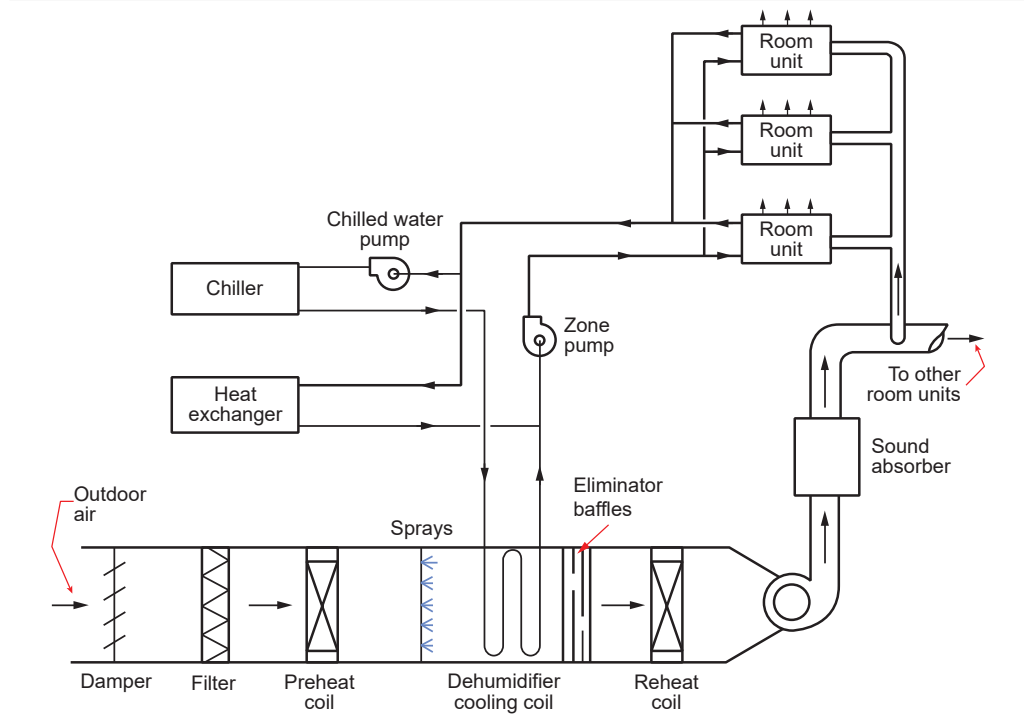 Room
unit
Room
unit
Room
unit
Chilled water
pump
Chiller
Zone
pump
Heat
exchanger
To other
room units
Sound
absorber
Outdoor
air
Eliminator
baffles
Sprays
Damper
Filter
Preheat
coil
Dehumidifier
cooling coil
Reheat
coil